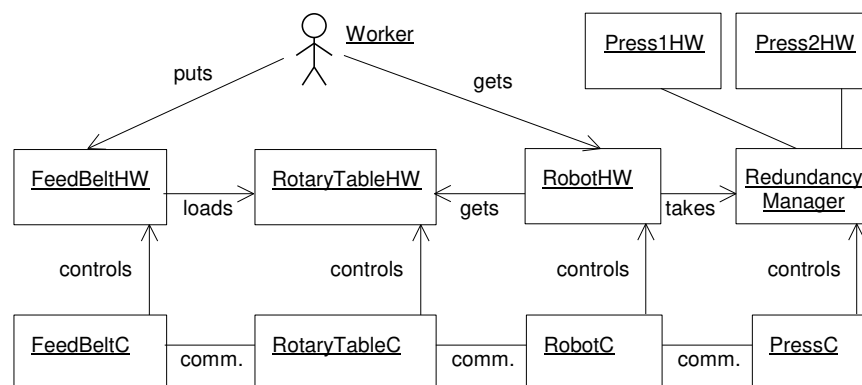 Worker
Press1HW
Press2HW
puts
gets
FeedBeltHW
RotaryTableHW
RobotHW
Redundancy
Manager
loads
gets
takes
controls
controls
controls
controls
FeedBeltC
RotaryTableC
RobotC
PressC
comm.
comm.
comm.